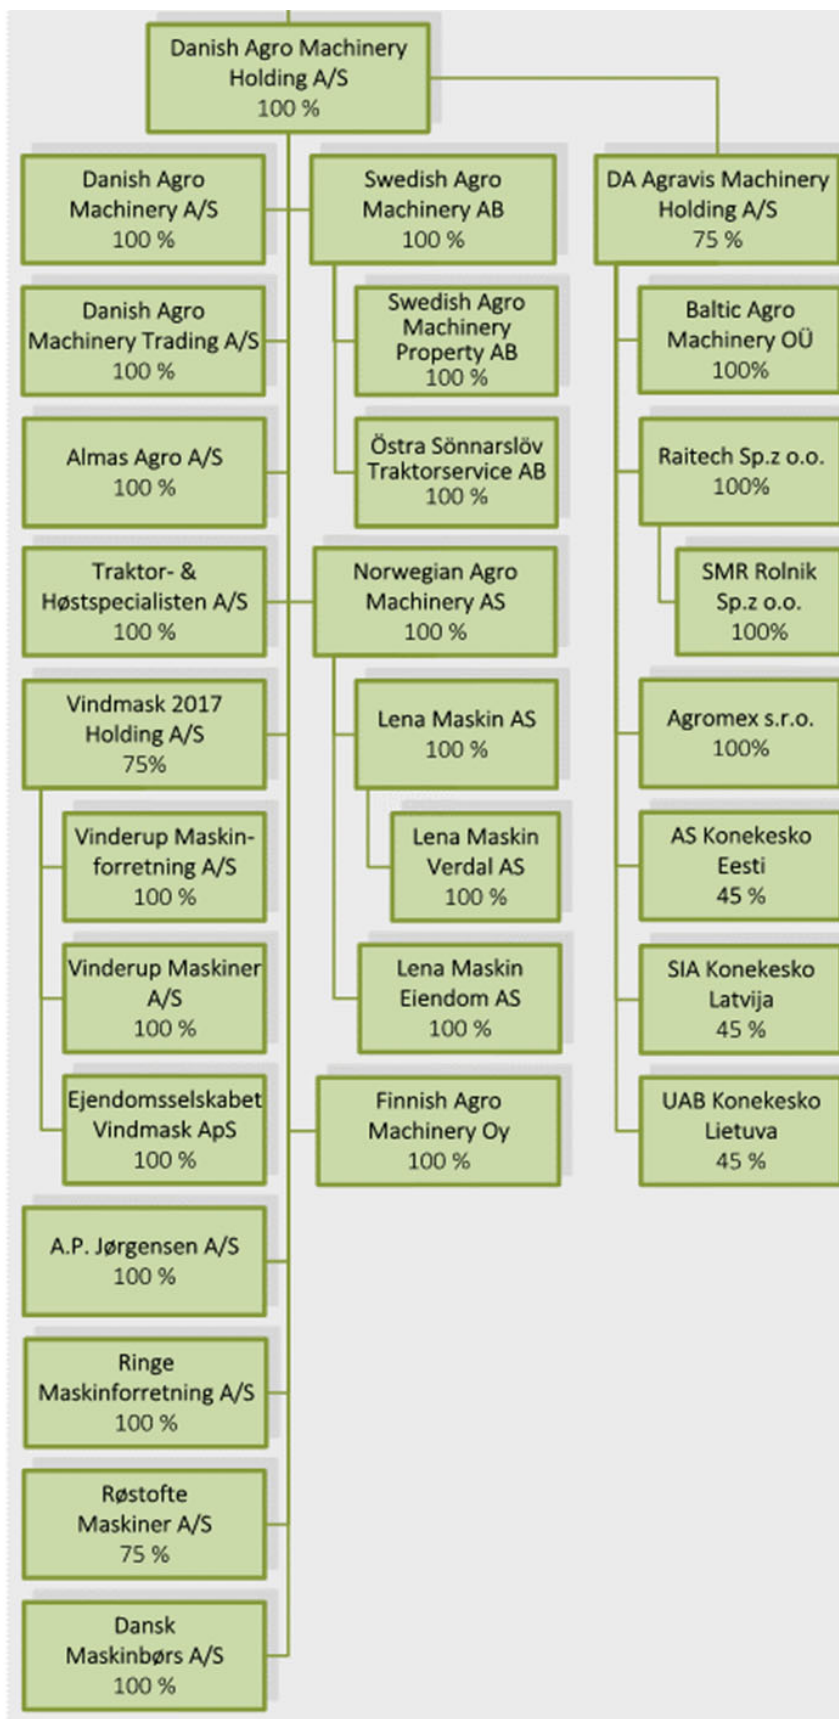 Danish Agro Machinery
Holding A/S
100 %
Danish Agro
Machinery A/S
100 %
Swedish Agro
Machinery AB
100 %
DA Agravis Machinery
Holding A/S
75 %
Danish Agro
Machinery Trading A/S
100 %
Swedish Agro
Machinery
Property AB
100 %
Baltic Agro
Machinery OÜ
100%
Almas Agro A/S
100 %
Östra Sönnarslöv
Traktorservice AB
100 %
Raitech Sp.z o.o.
100%
Traktor- &
Høstspecialisten A/S
100 %
Norwegian Agro
Machinery AS
100 %
SMR Rolnik
Sp.z o.o.
100%
Vindmask 2017
Holding A/S
75%
Lena Maskin AS
100 %
Agromex s.r.o.
100%
Vinderup Maskin-
forretning A/S
100 %
Lena Maskin
Verdal AS
100 %
AS Konekesko
Eesti
45 %
Vinderup Maskiner
A/S
100 %
Lena Maskin
Eiendom AS
100 %
SIA Konekesko
Latvija
45 %
Ejendomsselskabet
Vindmask ApS
100 %
Finnish Agro
Machinery Oy
100 %
UAB Konekesko
Lietuva
45 %
A.P. Jørgensen A/S
100 %
Ringe
Maskinforretning A/S
100 %
Røstofte
Maskiner A/S
75 %
Dansk
Maskinbørs A/S
100 %